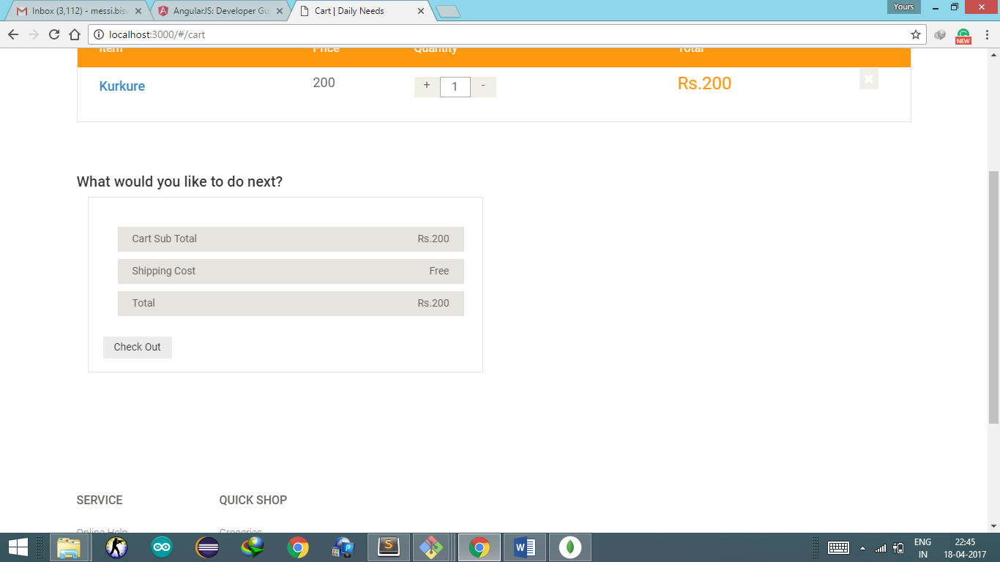 Inbox (3,112) - messi.bis
AngularJS: Developer Gu
Cart | Daily Needs
Yours
localhost:3000/#/cart
NEW
Item Price Quantity Total
Kurkure 200 + 1 - Rs.200
What would you like to do next?
Cart Sub Total Rs.200
Shipping Cost Free
Total Rs.200
Check Out
SERVICE QUICK SHOP
Online Help Groceries
ENG 22:45
IN 18-04-2017